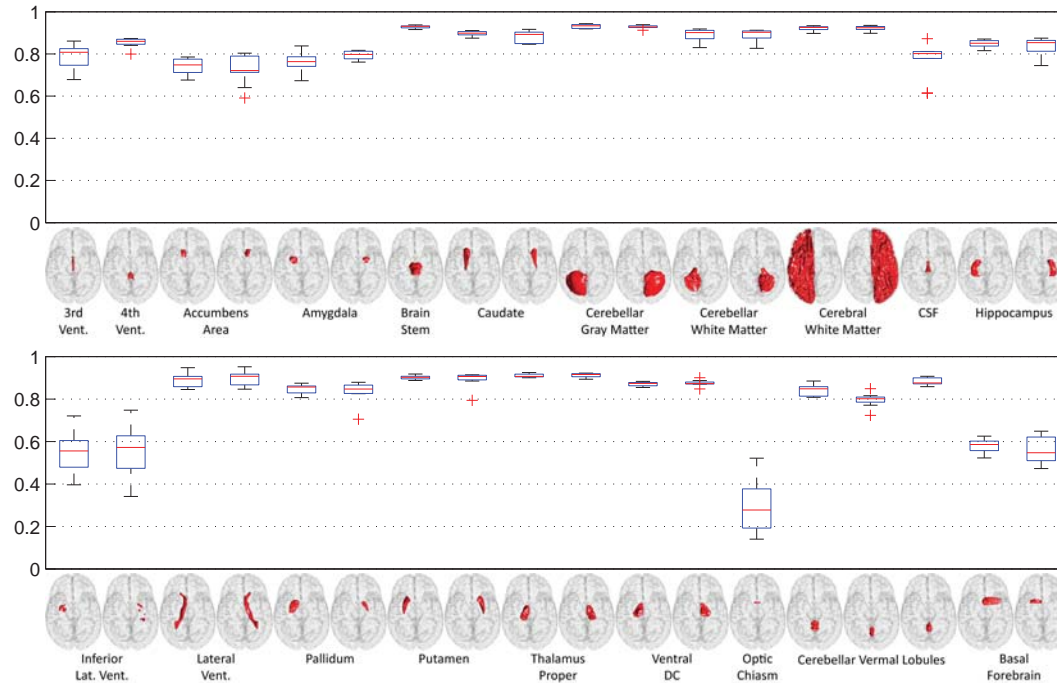 1
0.8
0.6
0.4
0.2
0
3rd Vent.
4th Vent.
Accumbens Area
Amygdala
Brain Stem
Caudate
Cerebellar Gray Matter
Cerebellar White Matter
Cerebral White Matter
CSF
Hippocampus
1
0.8
0.6
0.4
0.2
0
Inferior Lat. Vent.
Lateral Vent.
Pallidum
Putamen
Thalamus Proper
Ventral DC
Optic Chiasm
Cerebellar Vermal Lobules
Basal Forebrain